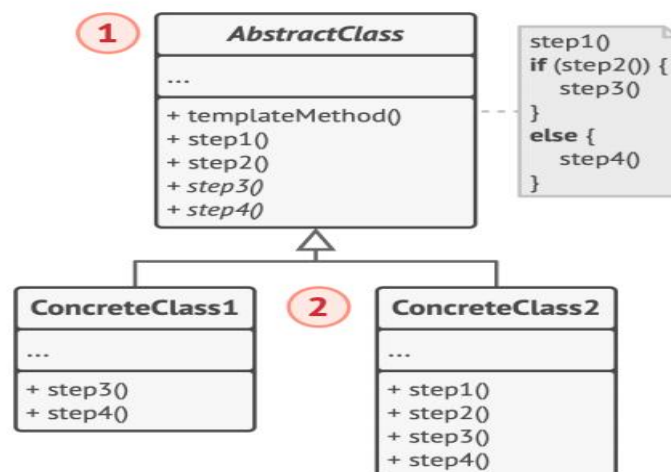 1
AbstractClass
...
+ templateMethod()
+ step1()
+ step2()
+ step3()
+ step4()
step1()
if (step2()) {
step3()
}
else {
step4()
}
ConcreteClass1
...
+ step3()
+ step4()
2
ConcreteClass2
...
+ step1()
+ step2()
+ step3()
+ step4()